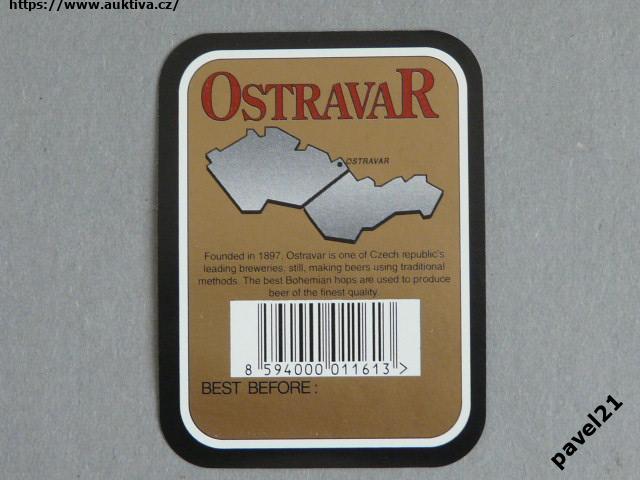 https://www.auktiva.cz/
OSTRAVAR
OSTRAVAR
Founded in 1897, Ostravar is one of Czech republic's
leading breweries, still, making beers using traditional
methods. The best Bohemian hops are used to produce
beer of the finest quality.
8 594000 011613 >
BEST BEFORE :
pavel21